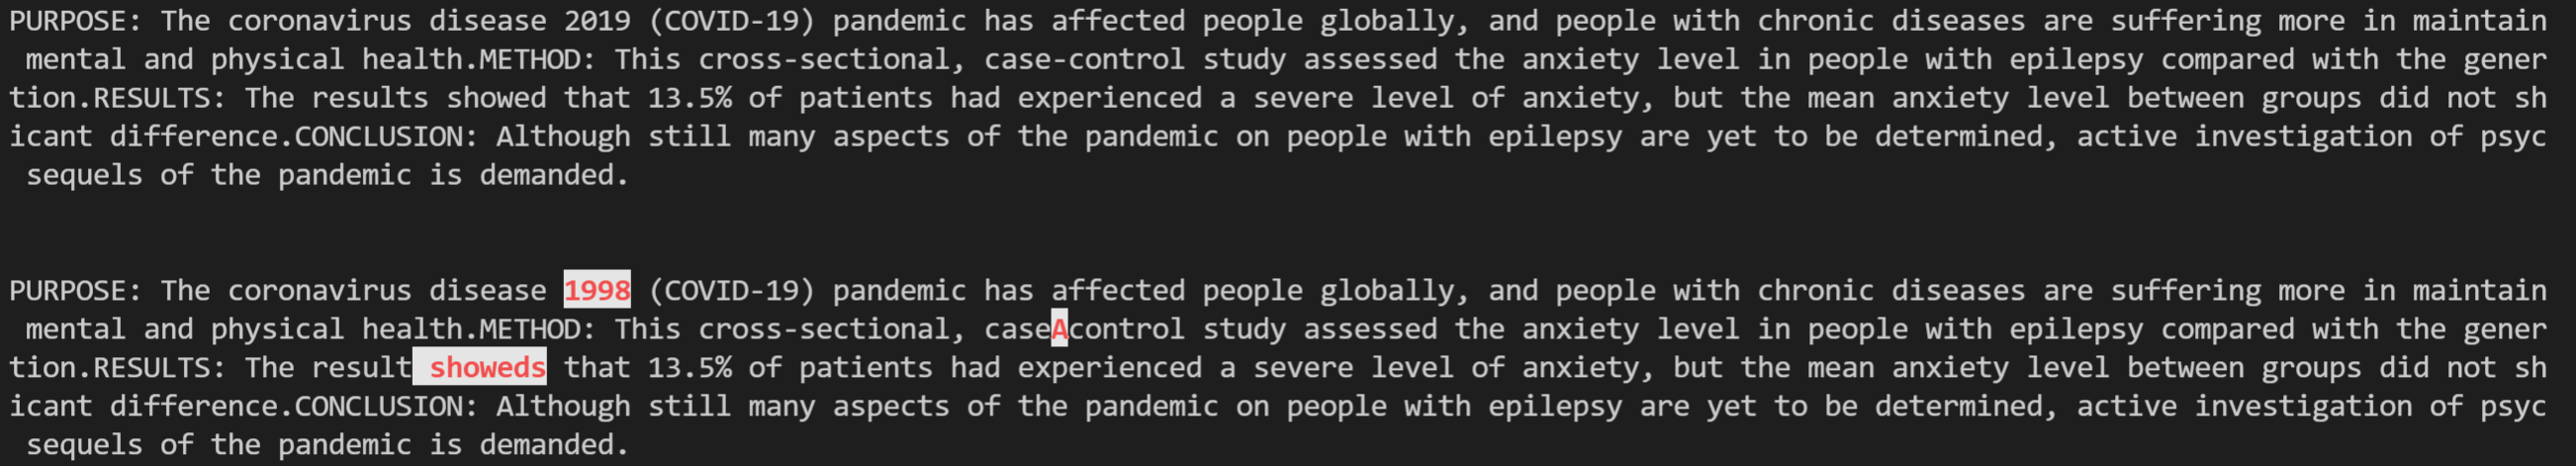 PURPOSE: The coronavirus disease 2019 (COVID-19) pandemic has affected people globally, and people with chronic diseases are suffering more in maintain
mental and physical health.METHOD: This cross-sectional, case-control study assessed the anxiety level in people with epilepsy compared with the gener
tion.RESULTS: The results showed that 13.5% of patients had experienced a severe level of anxiety, but the mean anxiety level between groups did not sh
icant difference.CONCLUSION: Although still many aspects of the pandemic on people with epilepsy are yet to be determined, active investigation of psyc
sequels of the pandemic is demanded.
PURPOSE: The coronavirus disease 1998 (COVID-19) pandemic has affected people globally, and people with chronic diseases are suffering more in maintain
mental and physical health.METHOD: This cross-sectional, caseAcontrol study assessed the anxiety level in people with epilepsy compared with the gener
tion.RESULTS: The result showeds that 13.5% of patients had experienced a severe level of anxiety, but the mean anxiety level between groups did not sh
icant difference.CONCLUSION: Although still many aspects of the pandemic on people with epilepsy are yet to be determined, active investigation of psyc
sequels of the pandemic is demanded.